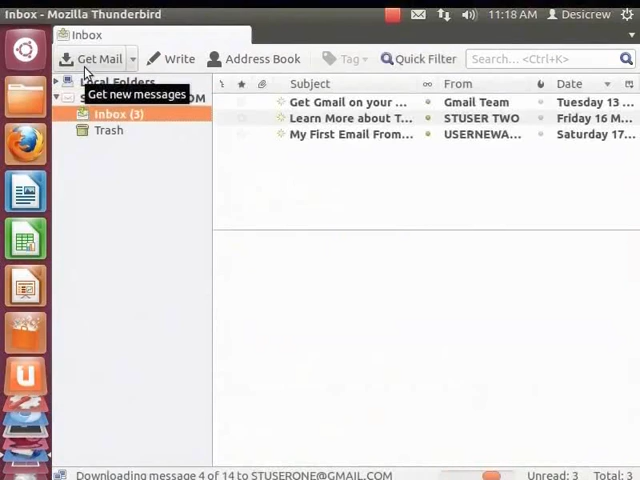 Inbox - Mozilla Thunderbird
11:18 AM
Desicrew
Inbox
Get Mail
Write
Address Book
Tag
Quick Filter
Search... <Ctrl+K>
Local Folders
Get new messages
S
OM
Inbox (3)
Trash
Subject From Date
Get Gmail on your ... Gmail Team Tuesday 13 ...
Learn More about T... STUSER TWO Friday 16 M...
My First Email From... USERNEWA... Saturday 17...
Downloading message 4 of 14 to STUSERONE@GMAIL.COM
Unread: 3 Total: 3